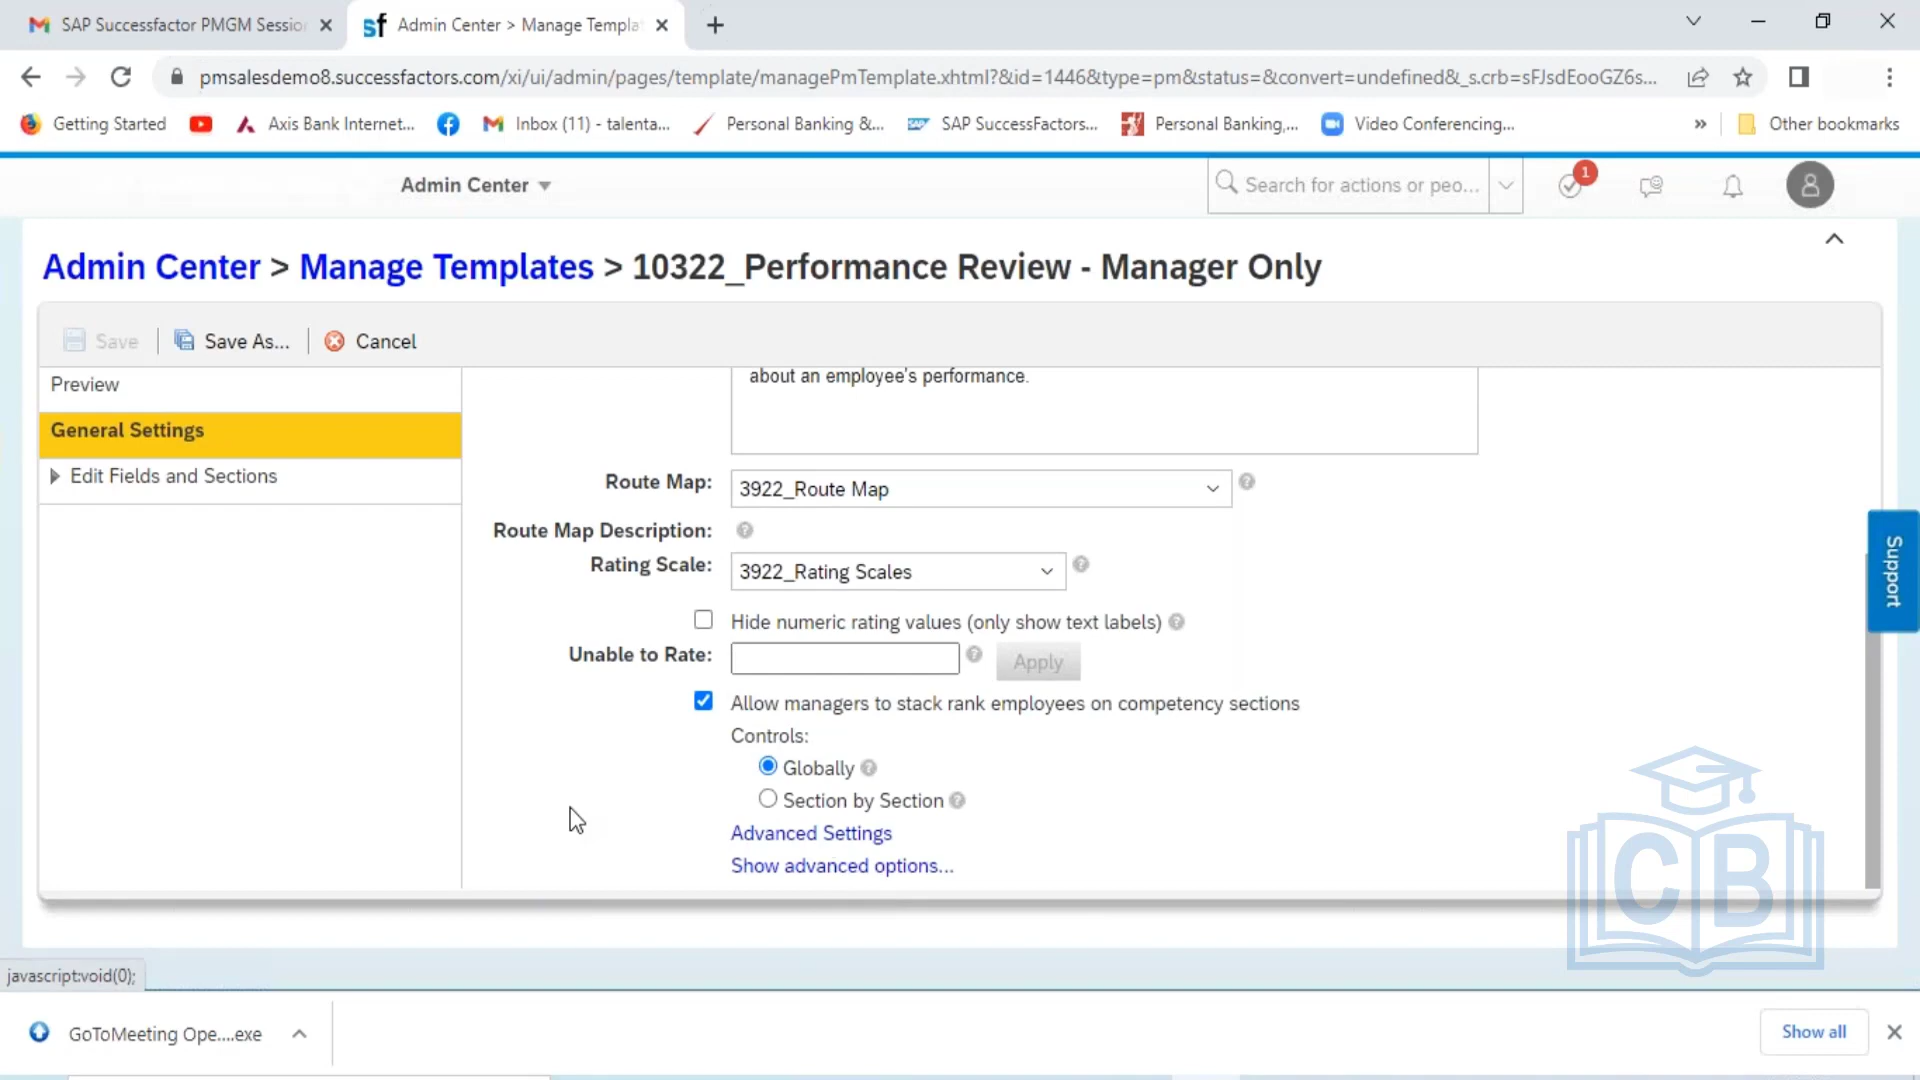 SAP Successfactor PMGM Sessio
sf Admin Center > Manage Templa
pmsalesdemo8.successfactors.com/xi/ui/admin/pages/template/managePmTemplate.xhtml?&id=1446&type=pm&status=&convert=undefined&_s.crb=sFJsdEooGZ6s...
Getting Started
Axis Bank Internet...
Inbox (11) - talenta...
Personal Banking &...
SAP SuccessFactors...
Personal Banking,...
Video Conferencing...
»
Other bookmarks
Admin Center
Search for actions or peo...
1
Admin Center > Manage Templates > 10322_Performance Review - Manager Only
Save
Save As...
Cancel
Preview
General Settings
Edit Fields and Sections
about an employee's performance.
Route Map: 3922_Route Map
Route Map Description:
Rating Scale: 3922_Rating Scales
Hide numeric rating values (only show text labels)
Unable to Rate:
Apply
Allow managers to stack rank employees on competency sections
Controls:
Globally
Section by Section
Advanced Settings
Show advanced options...
Support
CB
javascript:void(0);
GoToMeeting Ope....exe
Show all